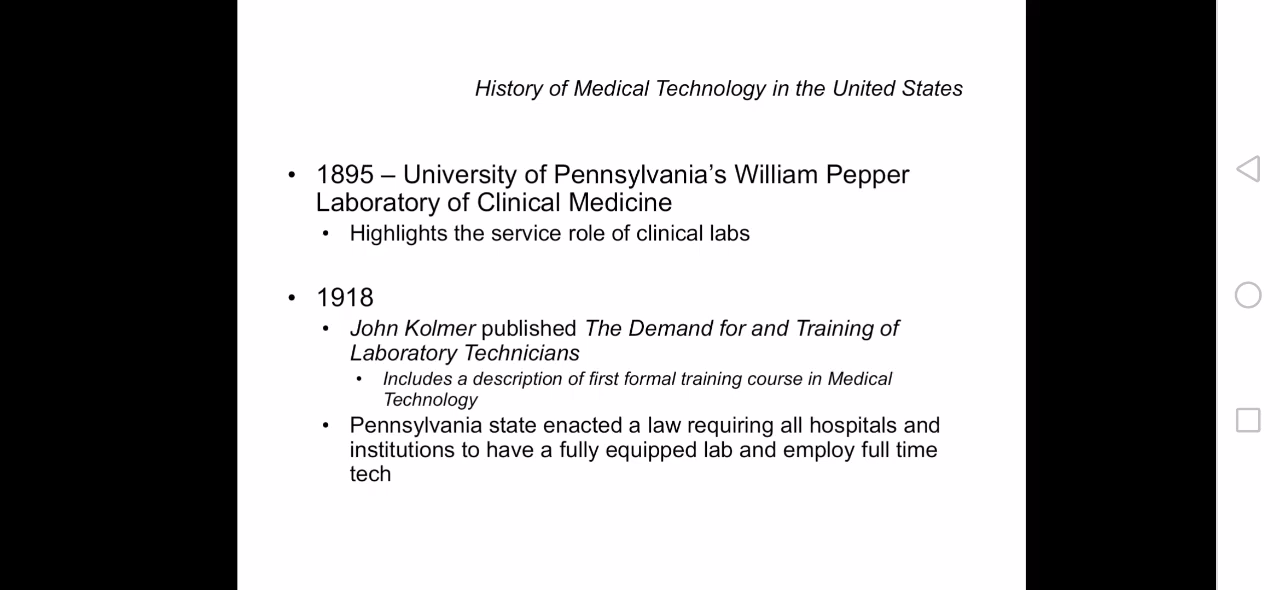 History of Medical Technology in the United States
• 1895 – University of Pennsylvania's William Pepper
Laboratory of Clinical Medicine
• Highlights the service role of clinical labs
• 1918
• John Kolmer published The Demand for and Training of
Laboratory Technicians
• Includes a description of first formal training course in Medical
Technology
• Pennsylvania state enacted a law requiring all hospitals and
institutions to have a fully equipped lab and employ full time
tech